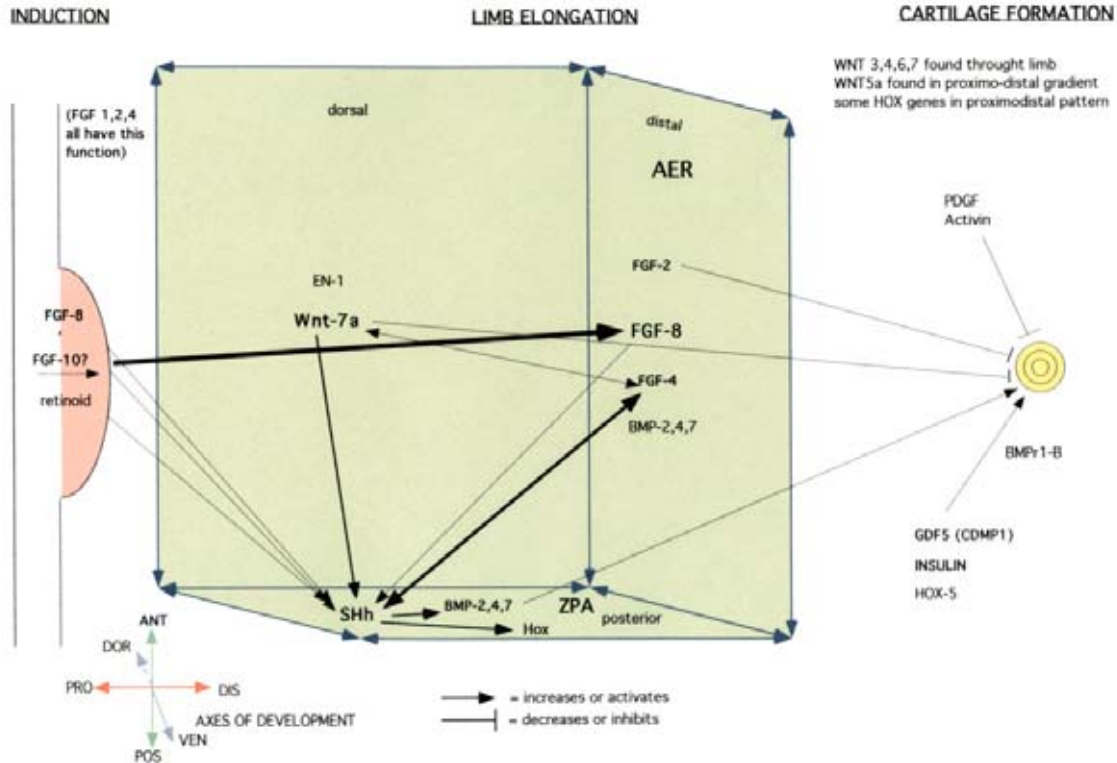 INDUCTION
LIMB ELONGATION
CARTILAGE FORMATION
WNT 3,4,6,7 found throught limb
WNT5a found in proximo-distal gradient
some HOX genes in proximodistal pattern
(FGF 1,2,4
all have this
function)
dorsal
distal
AER
PDGF
Activin
FGF-2
EN-1
Wnt-7a
FGF-8
FGF-8
FGF-10?
retinoid
FGF-4
BMP-2,4,7
BMPr1-B
GDF5 (CDMP1)
INSULIN
HOX-5
SHh
BMP-2,4,7
ZPA
posterior
Hox
ANT
DOR
PRO
DIS
AXES OF DEVELOPMENT
VEN
POS
= increases or activates
= decreases or inhibits